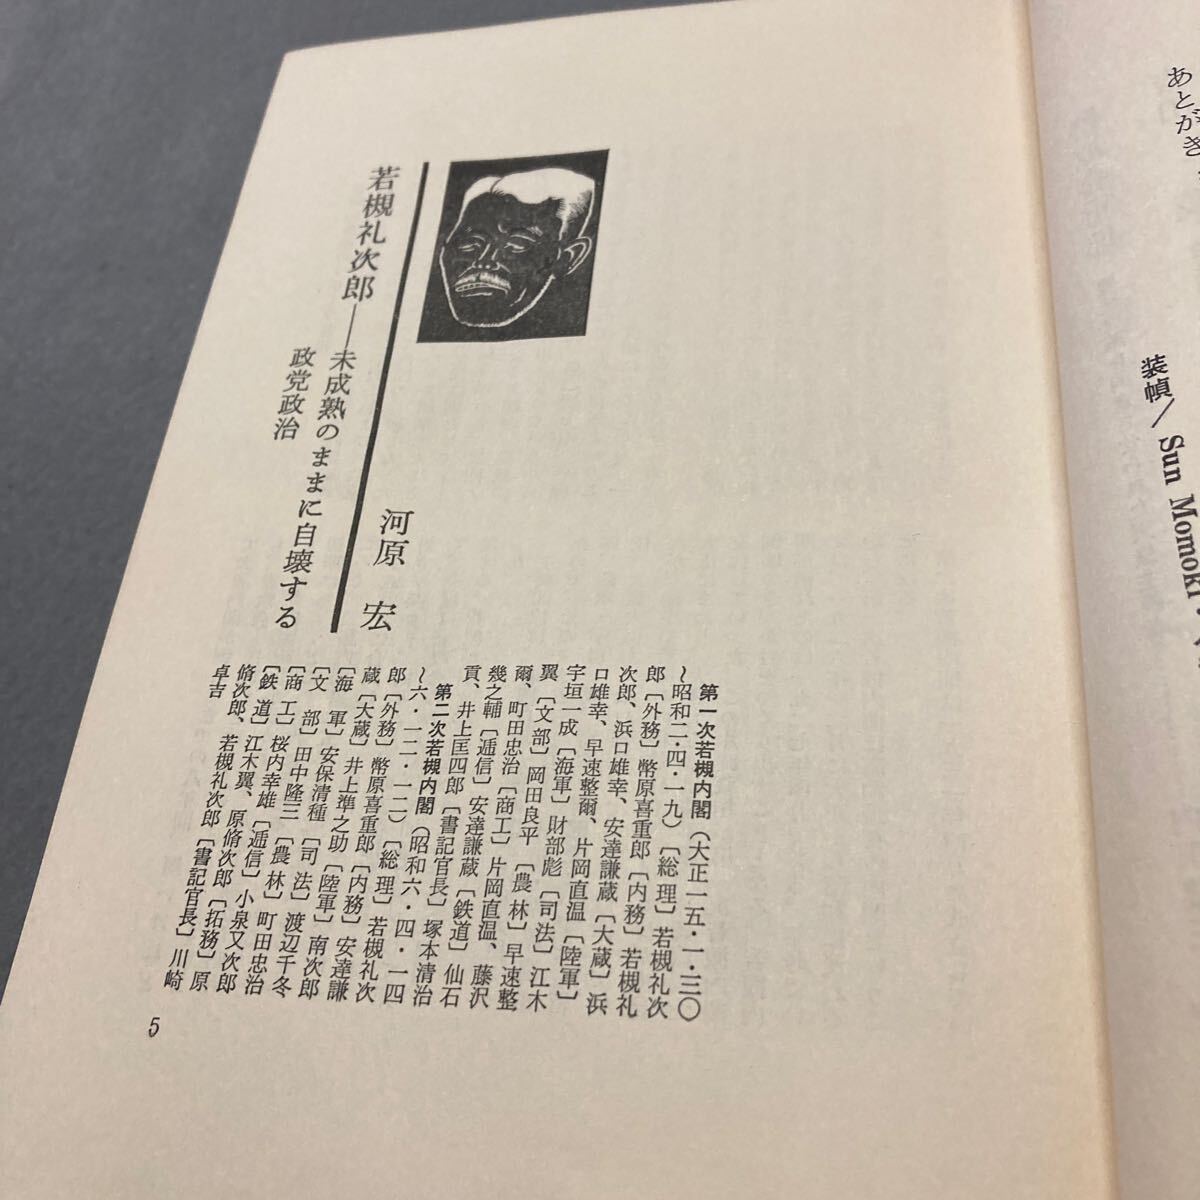 あとがき
装幀/Sun Momoki
若槻礼次郎――未成熟のままに自壊する
政党政治
河原 宏
第一次若槻内閣（大正一五・一・三〇
～昭和二・四・一九）〔総理〕若槻礼次
郎〔外務〕幣原喜重郎〔内務〕若槻礼
次郎、浜口雄幸、安達謙蔵〔大蔵〕浜
口雄幸、早速整爾、片岡直温〔陸軍〕
宇垣一成〔海軍〕財部彪〔司法〕江木
翼〔文部〕岡田良平〔農林〕早速整
爾、町田忠治〔商工〕片岡直温、藤沢
幾之輔〔逓信〕安達謙蔵〔鉄道〕仙石
貢、井上匡四郎〔書記官長〕塚本清治
第二次若槻内閣（昭和六・四・一四
～六・一二・一二）〔総理〕若槻礼次
郎〔外務〕幣原喜重郎〔内務〕安達謙
蔵〔大蔵〕井上準之助〔陸軍〕南次郎
〔海軍〕安保清種〔司法〕渡辺千冬
〔文部〕田中隆三〔農林〕町田忠治
〔商工〕桜内幸雄〔逓信〕小泉又次郎
〔鉄道〕江木翼、原脩次郎〔拓務〕原
脩次郎、若槻礼次郎〔書記官長〕川崎
卓吉
5